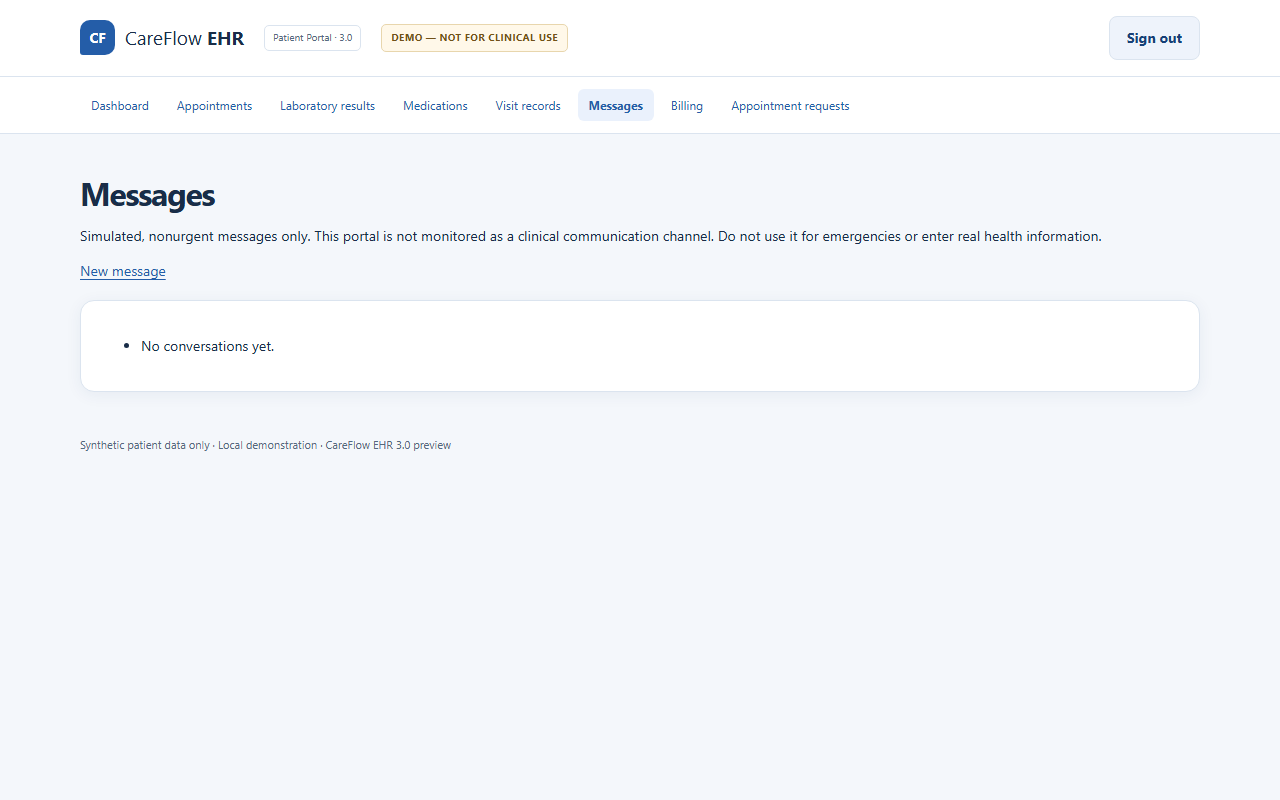 CF
CareFlow EHR
Patient Portal · 3.0
DEMO — NOT FOR CLINICAL USE
Sign out
Dashboard
Appointments
Laboratory results
Medications
Visit records
Messages
Billing
Appointment requests
Messages
Simulated, nonurgent messages only. This portal is not monitored as a clinical communication channel. Do not use it for emergencies or enter real health information.
New message
• No conversations yet.
Synthetic patient data only · Local demonstration · CareFlow EHR 3.0 preview